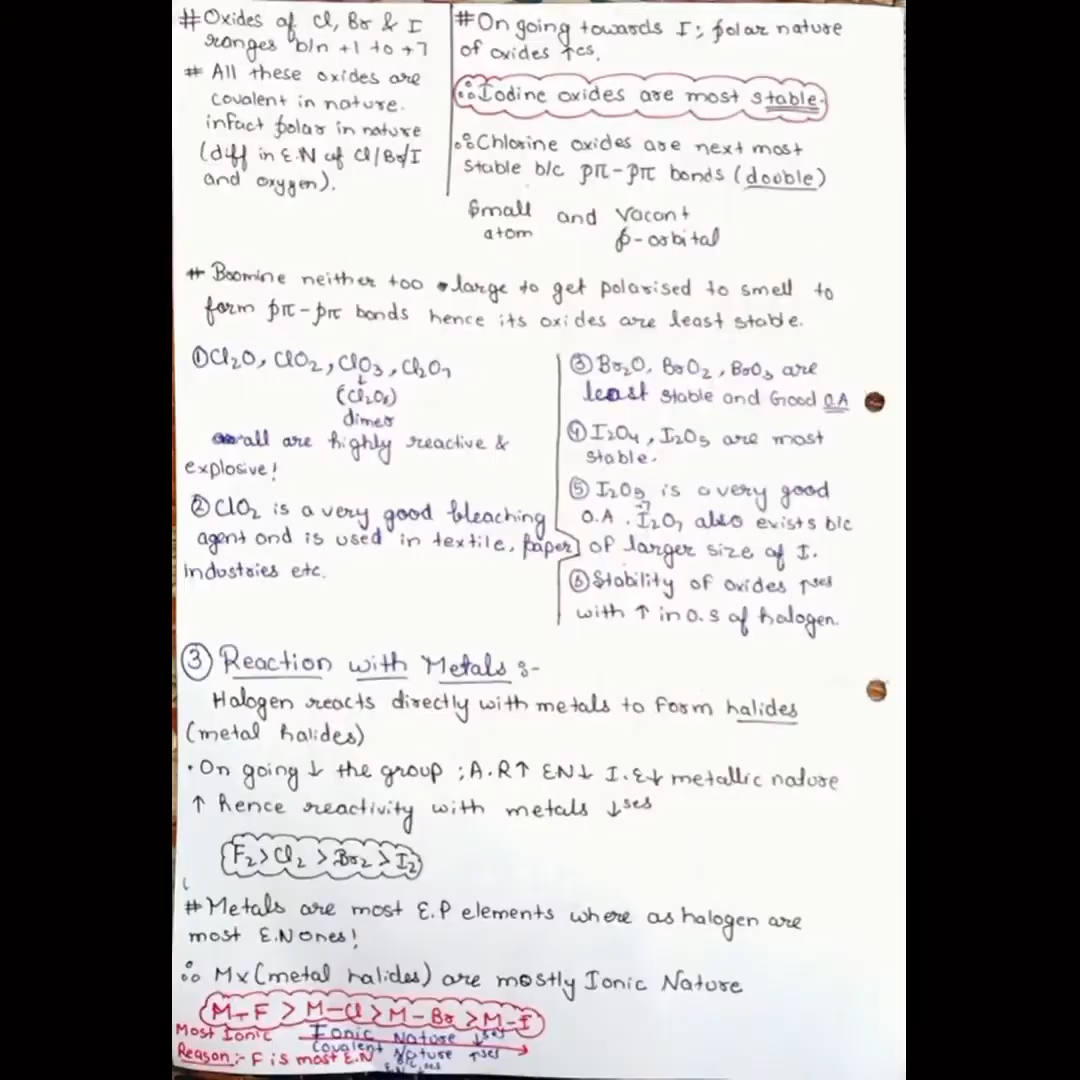 # Oxides of Cl, Br & I
ranges b/n +1 to +7
# All these oxides are
covalent in nature.
infact polar in nature
(diff in E.N of Cl/Br/I
and oxygen).
# On going towards I; polar nature
of oxides ↑es.
∴ Iodine oxides are most stable.
∴ Chlorine oxides are next most
stable b/c pπ-pπ bonds (double)
Small and Vacant
atom p-orbital
# Bromine neither too large to get polarised to smell to
form pπ-pπ bonds hence its oxides are least stable.
① Cl₂O, ClO₂, ClO₃, Cl₂O₇
↓
(Cl₂O₆)
dimer
all are highly reactive &
explosive!
② ClO₂ is a very good bleaching
agent and is used in textile, paper
industries etc.
③ Br₂O, BrO₂, BrO₃ are
least stable and Good O.A
④ I₂O₄, I₂O₅ are most
stable.
⑤ I₂O₅ is a very good
O.A. I₂O₇ also exists b/c
of larger size of I.
⑥ Stability of oxides ↑ses
with ↑ in O.S of halogen.
③ Reaction with Metals :-
Halogen reacts directly with metals to form halides
(metal halides)
• On going ↓ the group ; A.R↑ EN↓ I.E↓ metallic nature
↑ hence reactivity with metals ↓ses
F₂ > Cl₂ > Br₂ > I₂
# Metals are most E.P elements where as halogen are
most E.N ones!
∴ Mx (metal halides) are mostly Ionic Nature
M-F > M-Cl > M-Br > M-I
Most Ionic Ionic Nature ↓ses
Covalent Nature ↑ses
Reason :- F is most E.N